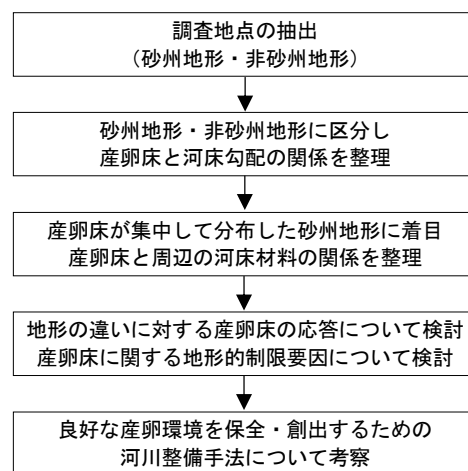 調査地点の抽出
（砂州地形・非砂州地形）
砂州地形・非砂州地形に区分し
産卵床と河床勾配の関係を整理
産卵床が集中して分布した砂州地形に着目
産卵床と周辺の河床材料の関係を整理
地形の違いに対する産卵床の応答について検討
産卵床に関する地形的制限要因について検討
良好な産卵環境を保全・創出するための
河川整備手法について考察